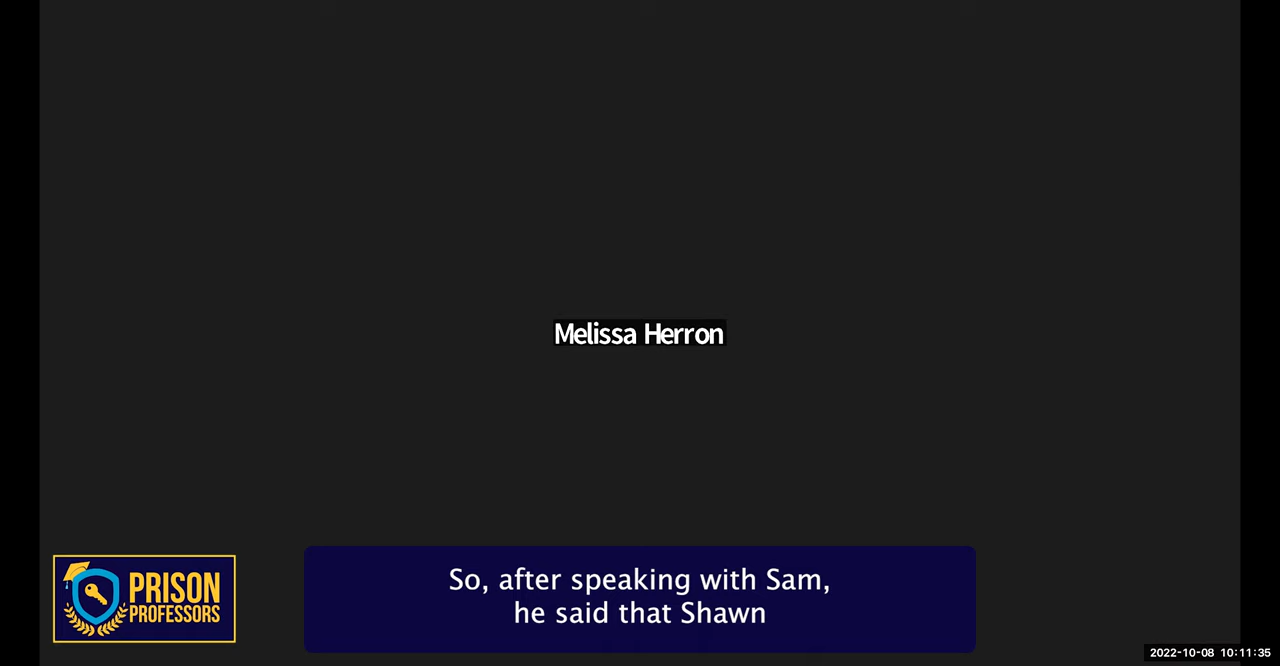 Melissa Herron
PRISON
PROFESSORS
So, after speaking with Sam,
he said that Shawn
2022-10-08 10:11:35